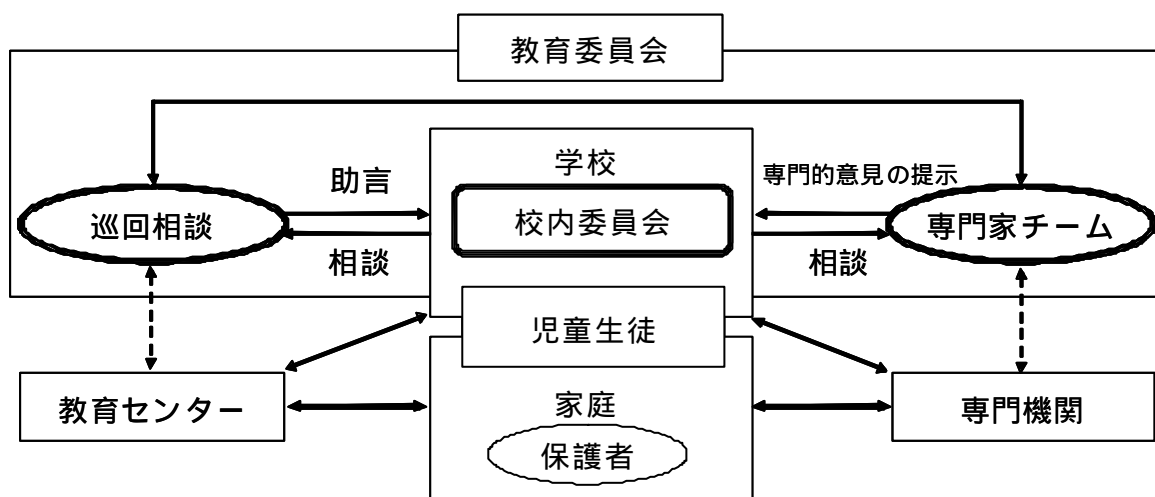 教育委員会
学校
助言
専門的意見の提示
巡回相談
校内委員会
専門家チーム
相談
相談
児童生徒
教育センター
家庭
専門機関
保護者